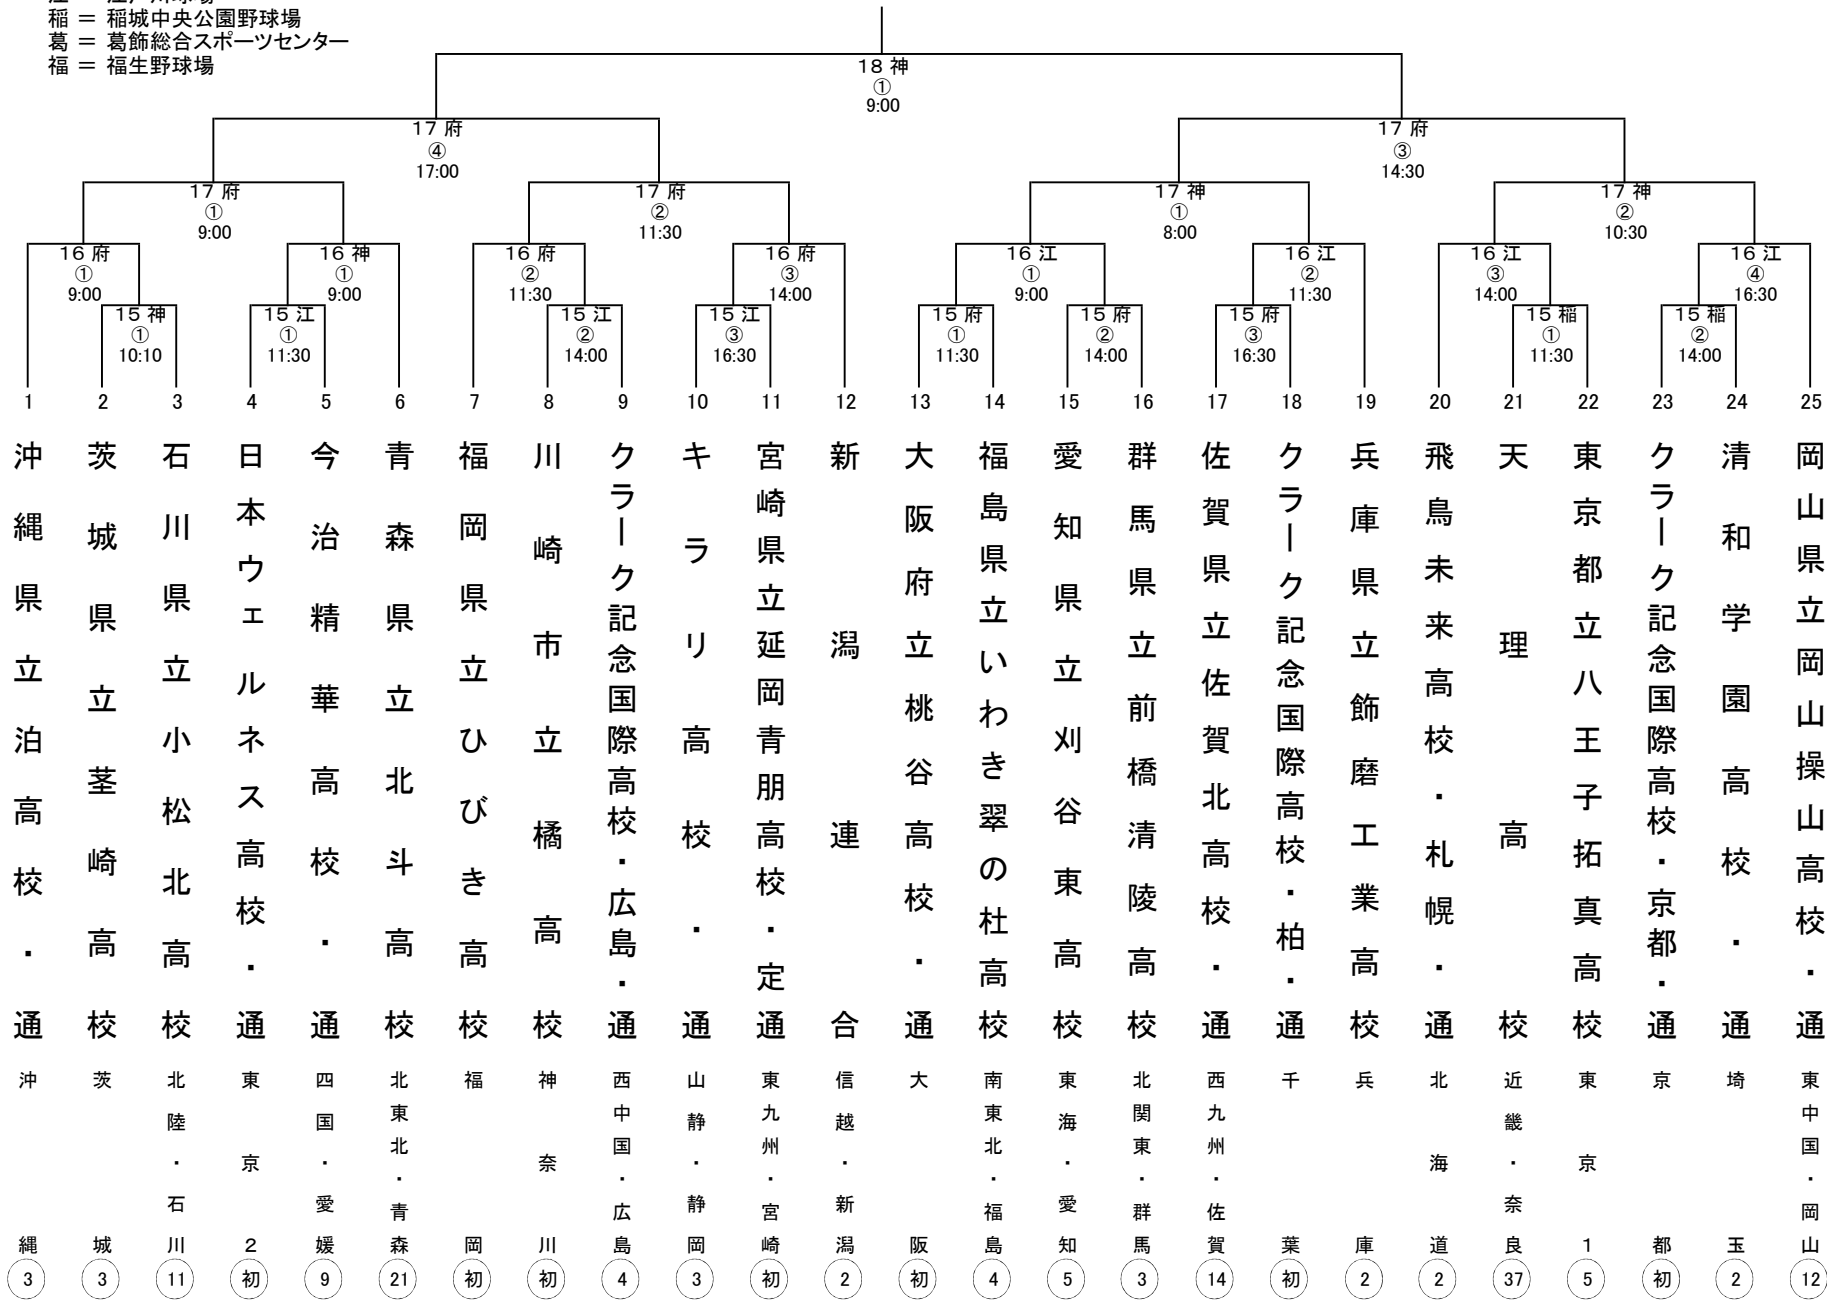 稲 ＝ 稲城中央公園野球場
葛 ＝ 葛飾総合スポーツセンター
福 ＝ 福生野球場
18 神
①
9:00
17 府
④
17:00
17 府
③
14:30
17 府
①
9:00
17 府
②
11:30
17 神
①
8:00
17 神
②
10:30
16 府
①
9:00
16 神
①
9:00
16 府
②
11:30
16 府
③
14:00
16 江
①
9:00
16 江
②
11:30
16 江
③
14:00
16 江
④
16:30
15 神
①
10:10
15 江
①
11:30
15 江
②
14:00
15 江
③
16:30
15 府
①
11:30
15 府
②
14:00
15 府
③
16:30
15 稲
①
11:30
15 稲
②
14:00
1 2 3 4 5 6 7 8 9 10 11 12 13 14 15 16 17 18 19 20 21 22 23 24 25
沖縄県立泊高校・通
茨城県立茎崎高校
石川県立小松北高校
日本ウェルネス高校・通
今治精華高校・通
青森県立北斗高校
福岡県立ひびき高校
川崎市立橘高校
クラーク記念国際高校・広島・通
キラリ高校・通
宮崎県立延岡青朋高校・定通
新潟連合
大阪府立桃谷高校・通
福島県立いわき翠の杜高校
愛知県立刈谷東高校
群馬県立前橋清陵高校
佐賀県立佐賀北高校・通
クラーク記念国際高校・柏・通
兵庫県立飾磨工業高校
飛鳥未来高校・札幌・通
天理高校
東京都立八王子拓真高校
クラーク記念国際高校・京都・通
清和学園高校・通
岡山県立岡山操山高校・通
沖縄
茨城
北陸・石川
東京2
四国・愛媛
北東北・青森
福岡
神奈川
西中国・広島
山静・静岡
東九州・宮崎
信越・新潟
大阪
南東北・福島
東海・愛知
北関東・群馬
西九州・佐賀
千葉
兵庫
北海道
近畿・奈良
東京1
京都
埼玉
東中国・岡山
3 3 11 初 9 21 初 初 4 3 初 2 初 4 5 3 14 初 2 2 37 5 初 2 12